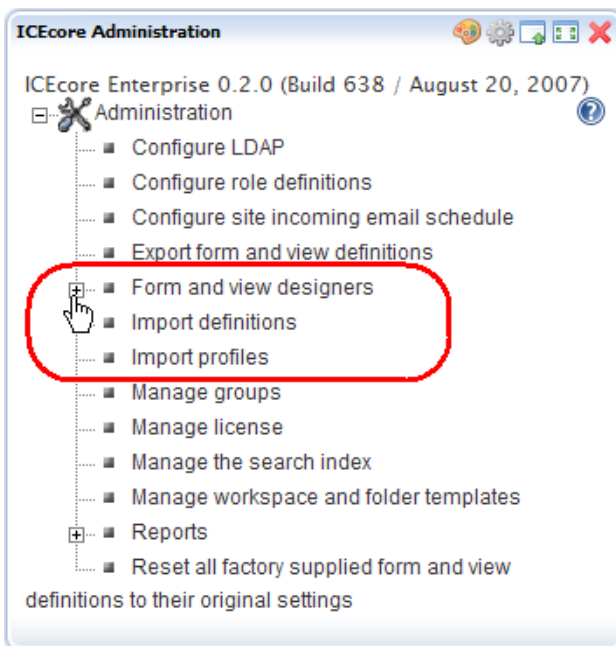 ICEcore Administration
ICEcore Enterprise 0.2.0 (Build 638 / August 20, 2007)
Administration
Configure LDAP
Configure role definitions
Configure site incoming email schedule
Export form and view definitions
Form and view designers
Import definitions
Import profiles
Manage groups
Manage license
Manage the search index
Manage workspace and folder templates
Reports
Reset all factory supplied form and view
definitions to their original settings